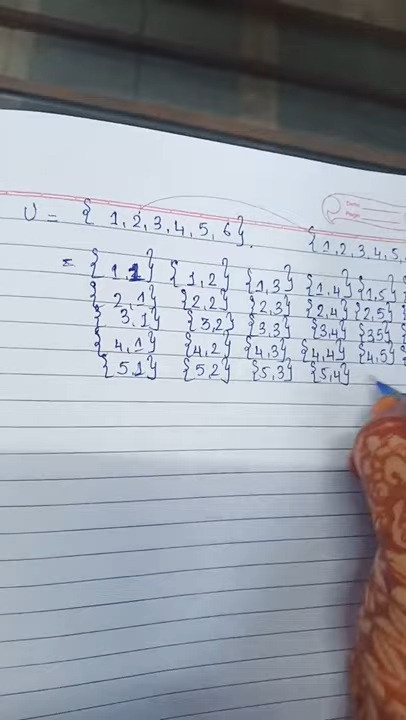 U = { 1, 2, 3, 4, 5, 6}. { 1, 2, 3, 4, 5,
= { 1,1} { 1,2} {1,3} {1,4} {1,5}
{ 2,1} {2,2} {2,3} {2,4} {2,5}
{ 3,1} {3,2} {3,3} {3,4} {3,5}
{ 4,1} {4,2} {4,3} {4,4} {4,5}
{ 5,1} {5,2} {5,3} {5,4}